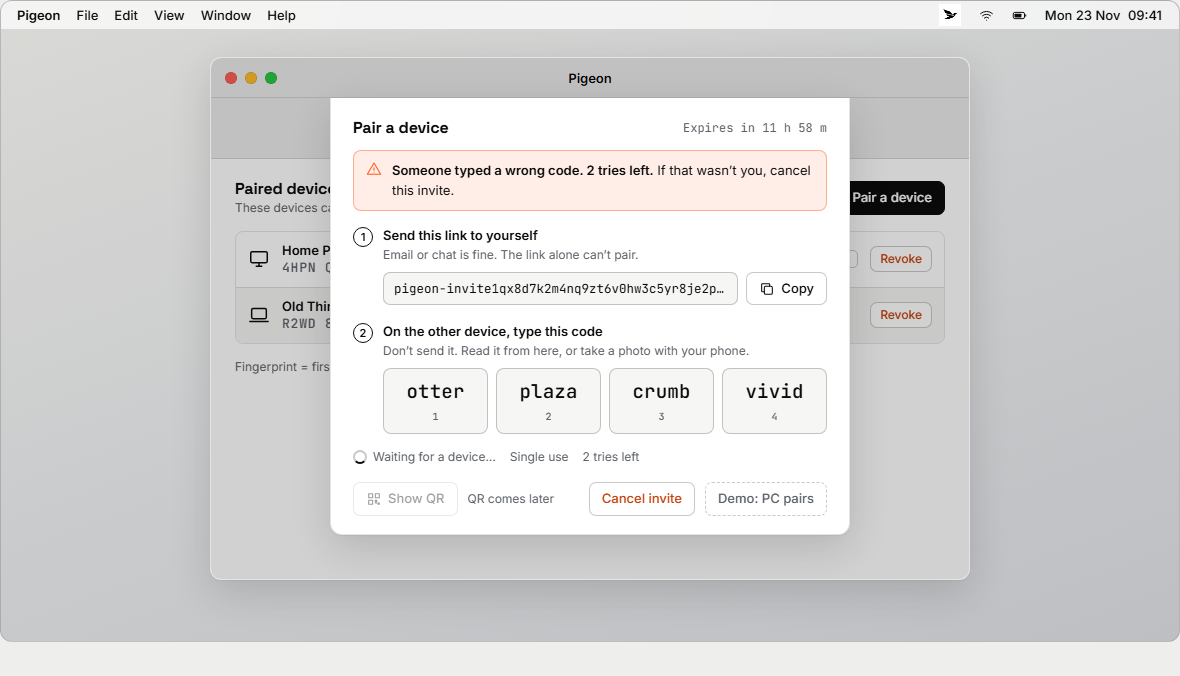 Pigeon File Edit View Window Help Mon 23 Nov 09:41
Pigeon
Pair a device Expires in 11 h 58 m
Someone typed a wrong code. 2 tries left. If that wasn’t you, cancel
this invite.
Paired
These devices
Pair a device
1 Send this link to yourself
Email or chat is fine. The link alone can’t pair.
Home
4HPN
Revoke
pigeon-invite1qx8d7k2m4nq9zt6v0hw3c5yr8je2p… Copy
Old
R2WD
Revoke
2 On the other device, type this code
Don’t send it. Read it from here, or take a photo with your phone.
Fingerprint =
otter plaza crumb vivid
1 2 3 4
Waiting for a device… Single use 2 tries left
Show QR QR comes later Cancel invite Demo: PC pairs